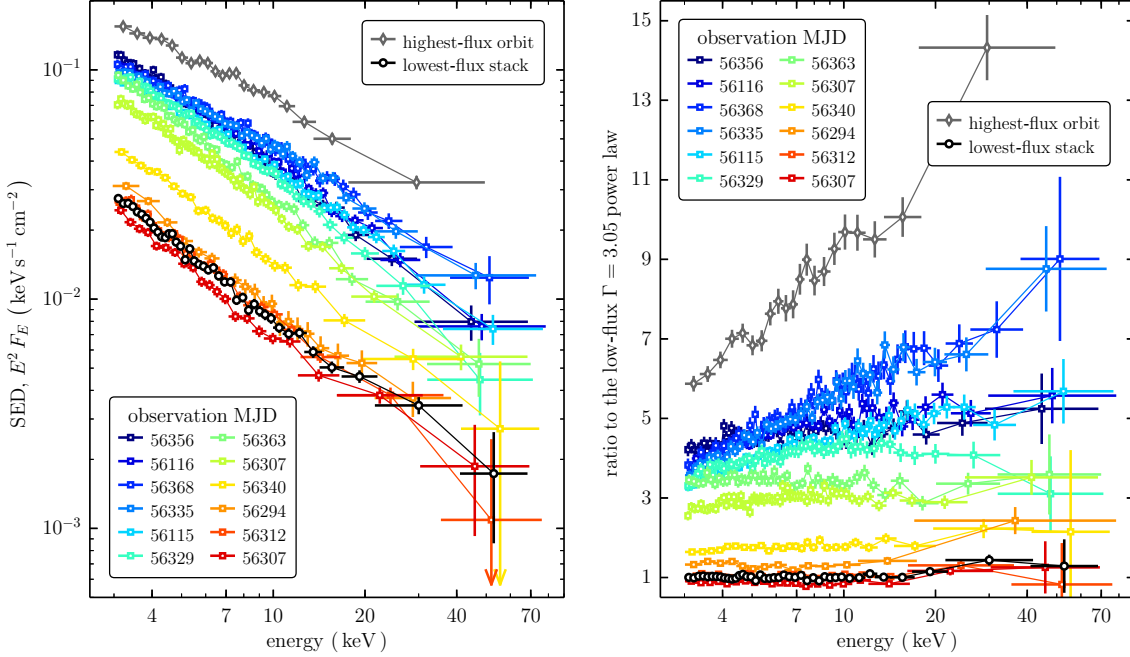 SED, E² F_E ( keV s⁻¹ cm⁻² )
10⁻¹
10⁻²
10⁻³
highest-flux orbit
lowest-flux stack
observation MJD
56356 56363
56116 56307
56368 56340
56335 56294
56115 56312
56329 56307
4 7 10 20 40 70
energy ( keV )
ratio to the low-flux Γ = 3.05 power law
15
13
11
9
7
5
3
1
observation MJD
56356 56363
56116 56307
56368 56340
56335 56294
56115 56312
56329 56307
highest-flux orbit
lowest-flux stack
4 7 10 20 40 70
energy ( keV )